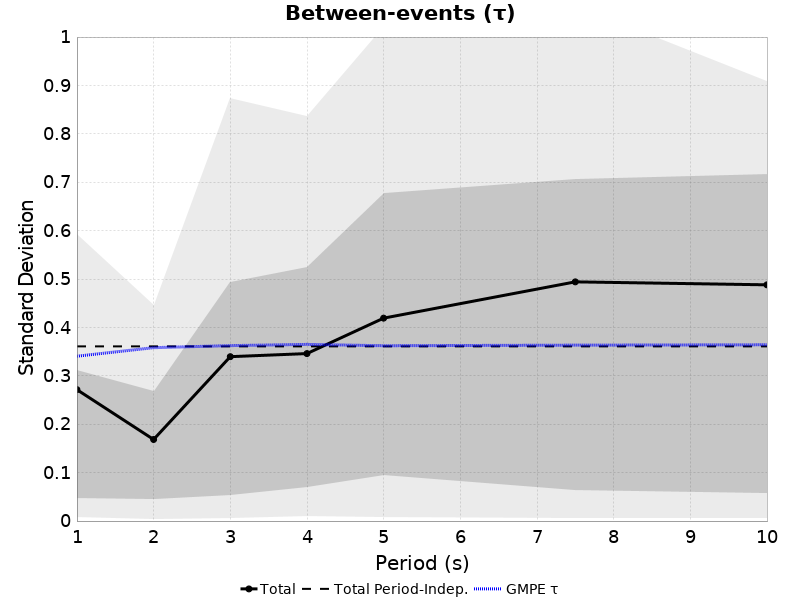 Between-events (τ)
Standard Deviation
1
0.9
0.8
0.7
0.6
0.5
0.4
0.3
0.2
0.1
0
1 2 3 4 5 6 7 8 9 10
Period (s)
Total Total Period-Indep. GMPE τ